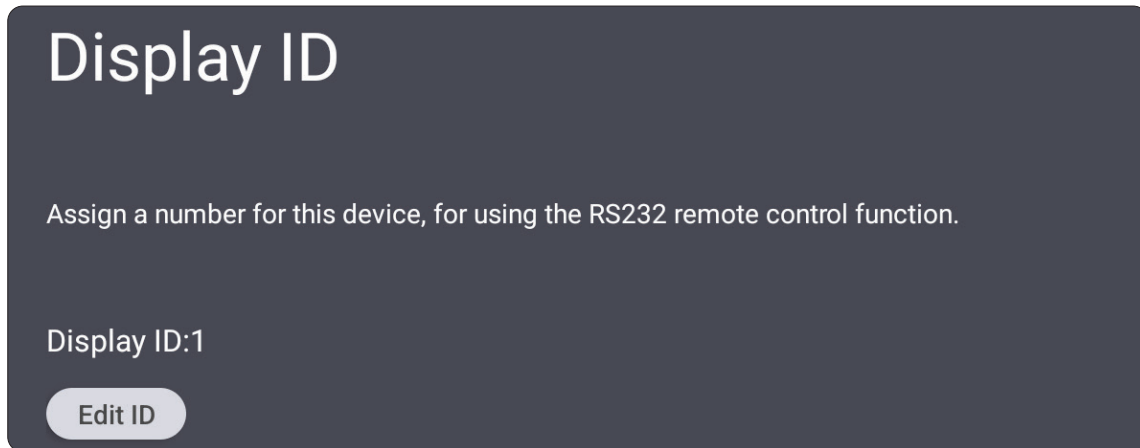 Display ID
Assign a number for this device, for using the RS232 remote control function.
Display ID:1
Edit ID